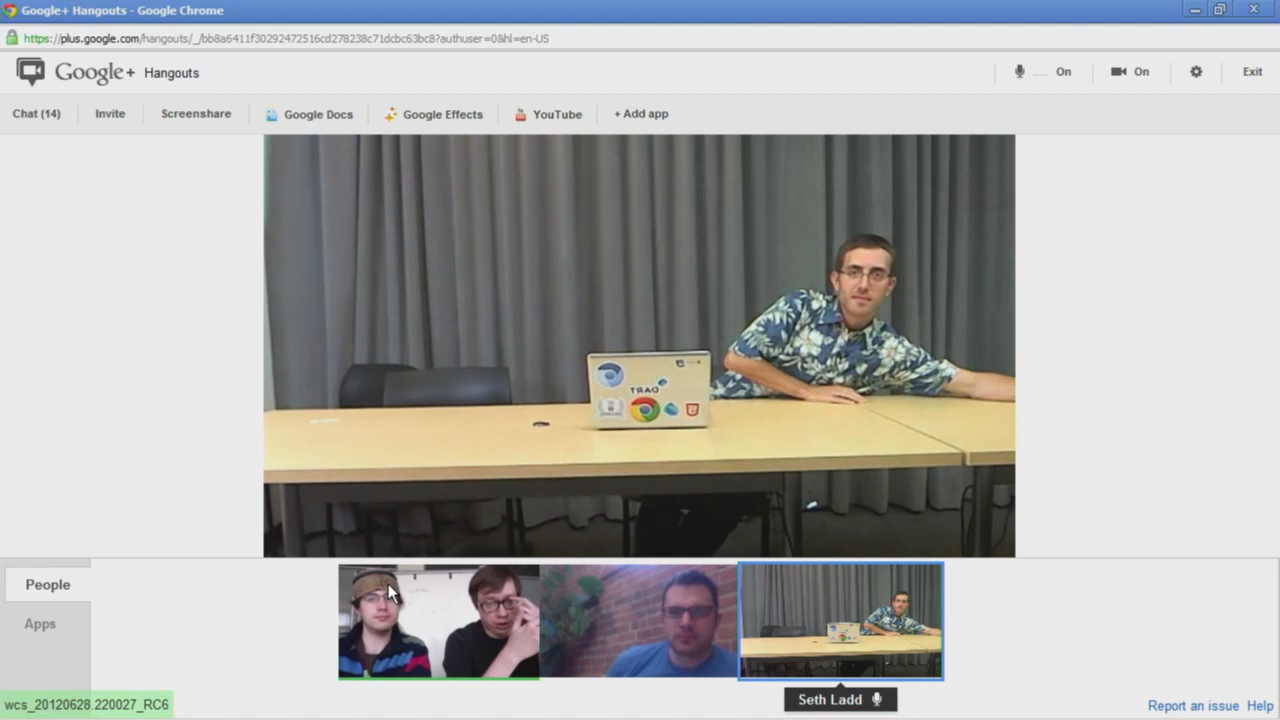 Google+ Hangouts - Google Chrome
https://plus.google.com/hangouts/_/bb8a6411f30292472516cd278238c71dcbc63bc8?authuser=0&hl=en-US
Google+ Hangouts
On
On
Exit
Chat (14)
Invite
Screenshare
Google Docs
Google Effects
YouTube
+ Add app
DART
People
Apps
Seth Ladd
wcs_20120628.220027_RC6
Report an issue
Help